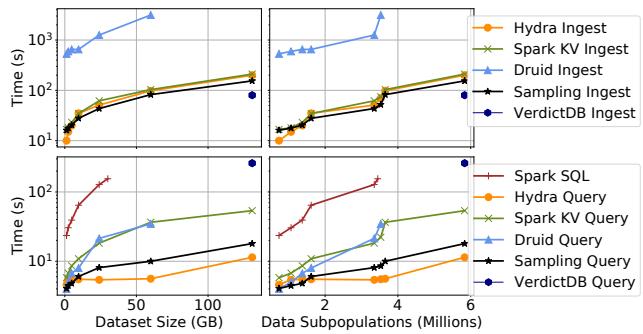 Time (s)
10³
10²
10¹
Hydra Ingest
Spark KV Ingest
Druid Ingest
Sampling Ingest
VerdictDB Ingest
Time (s)
10²
10¹
Spark SQL
Hydra Query
Spark KV Query
Druid Query
Sampling Query
VerdictDB Query
0 50 100
2 4 6
Dataset Size (GB)
Data Subpopulations (Millions)